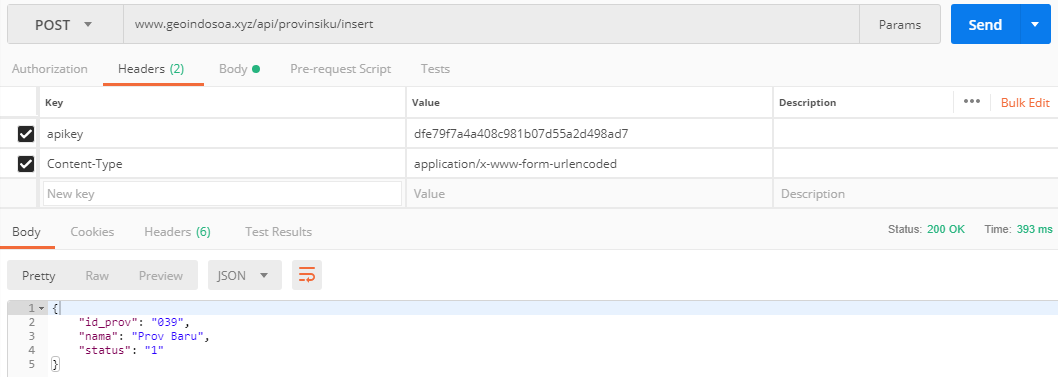 POST www.geoindosoa.xyz/api/provinsiku/insert Params Send
Authorization Headers (2) Body Pre-request Script Tests
Key Value Description Bulk Edit
apikey dfe79f7a4a408c981b07d55a2d498ad7
Content-Type application/x-www-form-urlencoded
New key Value Description
Body Cookies Headers (6) Test Results Status: 200 OK Time: 393 ms
Pretty Raw Preview JSON
1 {
2 "id_prov": "039",
3 "nama": "Prov Baru",
4 "status": "1"
5 }